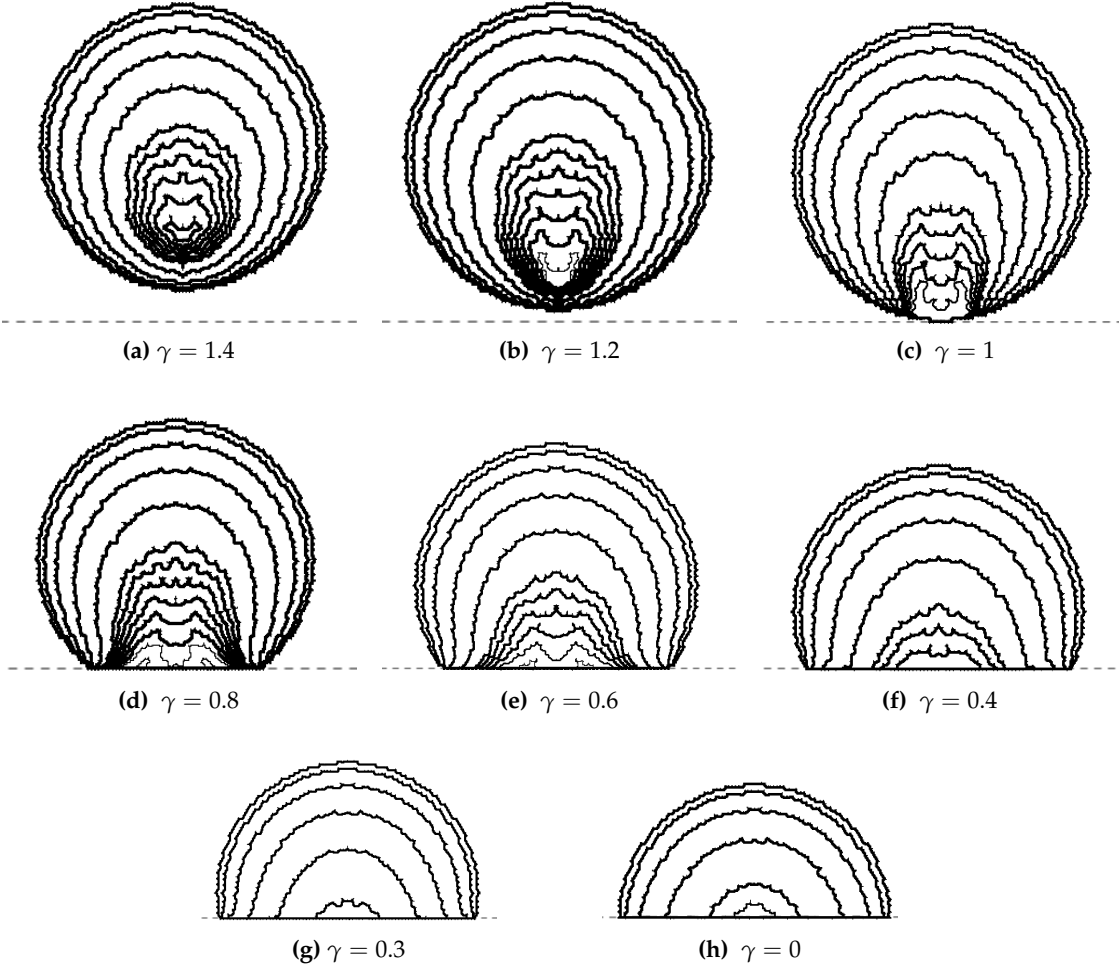 (a) γ = 1.4
(b) γ = 1.2
(c) γ = 1
(d) γ = 0.8
(e) γ = 0.6
(f) γ = 0.4
(g) γ = 0.3
(h) γ = 0